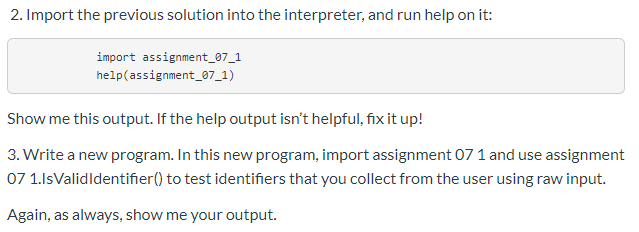 2. Import the previous solution into the interpreter, and run help on it:
import assignment_07_1
help(assignment_07_1)
Show me this output. If the help output isn't helpful, fix it up!
3. Write a new program. In this new program, import assignment 07 1 and use assignment
07 1.IsValidIdentifier() to test identifiers that you collect from the user using raw input.
Again, as always, show me your output.